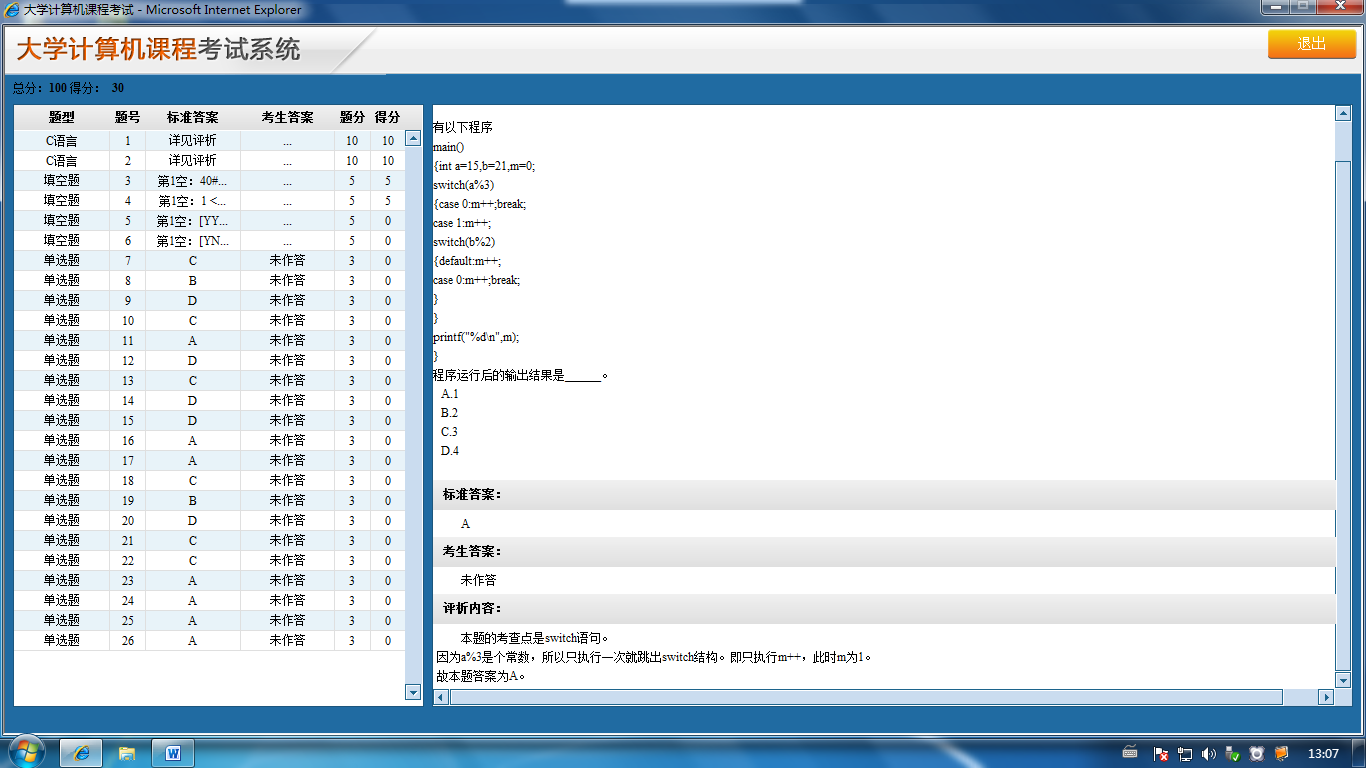 大学计算机课程考试 - Microsoft Internet Explorer
大学计算机课程考试系统
退出
总分：100 得分： 30
题型 题号 标准答案 考生答案 题分 得分
C语言 1 详见评析 ... 10 10
C语言 2 详见评析 ... 10 10
填空题 3 第1空：40#... ... 5 5
填空题 4 第1空：1 <... ... 5 5
填空题 5 第1空：[YY... ... 5 0
填空题 6 第1空：[YN... ... 5 0
单选题 7 C 未作答 3 0
单选题 8 B 未作答 3 0
单选题 9 D 未作答 3 0
单选题 10 C 未作答 3 0
单选题 11 A 未作答 3 0
单选题 12 D 未作答 3 0
单选题 13 C 未作答 3 0
单选题 14 D 未作答 3 0
单选题 15 D 未作答 3 0
单选题 16 A 未作答 3 0
单选题 17 A 未作答 3 0
单选题 18 C 未作答 3 0
单选题 19 B 未作答 3 0
单选题 20 D 未作答 3 0
单选题 21 C 未作答 3 0
单选题 22 C 未作答 3 0
单选题 23 A 未作答 3 0
单选题 24 A 未作答 3 0
单选题 25 A 未作答 3 0
单选题 26 A 未作答 3 0
有以下程序
main()
{int a=15,b=21,m=0;
switch(a%3)
{case 0:m++;break;
case 1:m++;
switch(b%2)
{default:m++;
case 0:m++;break;
}
}
printf("%d\n",m);
}
程序运行后的输出结果是______。
A.1
B.2
C.3
D.4
标准答案：
A
考生答案：
未作答
评析内容：
本题的考查点是switch语句。
因为a%3是个常数，所以只执行一次就跳出switch结构。即只执行m++，此时m为1。
故本题答案为A。
13:07